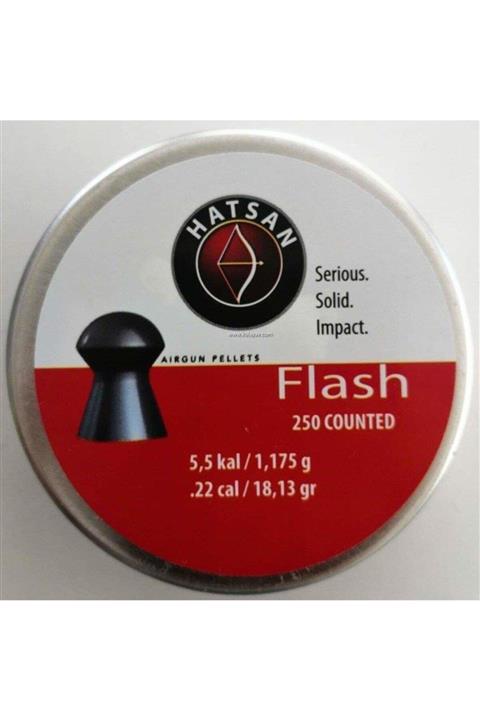 HATSAN
Serious.
Solid.
Impact.
AIRGUN PELLETS
Flash
250 COUNTED
5,5 kal / 1,175 g
.22 cal / 18,13 gr